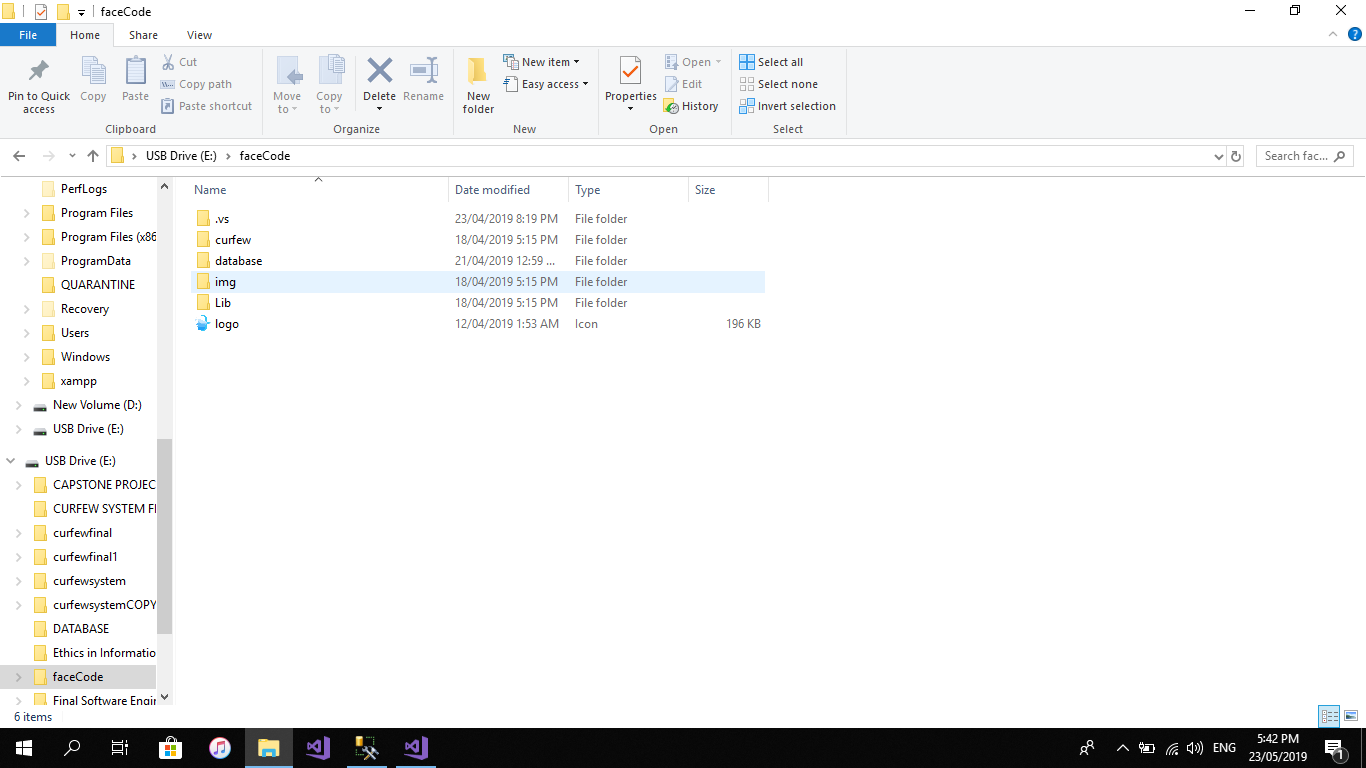 faceCode
File Home Share View
Pin to Quick access
Copy
Paste
Cut
Copy path
Paste shortcut
Clipboard
Move to
Copy to
Delete
Rename
Organize
New folder
New item
Easy access
New
Properties
Open
Edit
History
Open
Select all
Select none
Invert selection
Select
USB Drive (E:) faceCode
Search fac...
PerfLogs
Program Files
Program Files (x86
ProgramData
QUARANTINE
Recovery
Users
Windows
xampp
New Volume (D:)
USB Drive (E:)
USB Drive (E:)
CAPSTONE PROJEC
CURFEW SYSTEM FI
curfewfinal
curfewfinal1
curfewsystem
curfewsystemCOPY
DATABASE
Ethics in Informatio
faceCode
Final Software Engin
Name Date modified Type Size
.vs 23/04/2019 8:19 PM File folder
curfew 18/04/2019 5:15 PM File folder
database 21/04/2019 12:59 ... File folder
img 18/04/2019 5:15 PM File folder
Lib 18/04/2019 5:15 PM File folder
logo 12/04/2019 1:53 AM Icon 196 KB
6 items
ENG
5:42 PM
23/05/2019
1